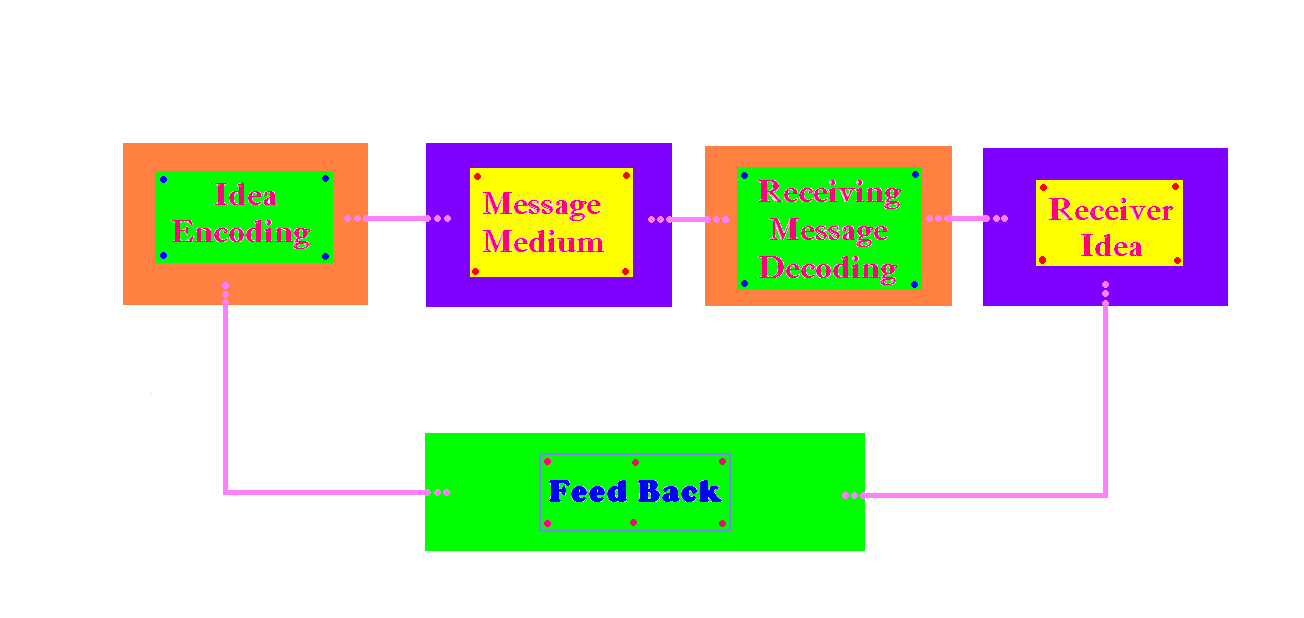 Idea
Encoding
Message
Medium
Receiving
Message
Decoding
Receiver
Idea
Feed Back